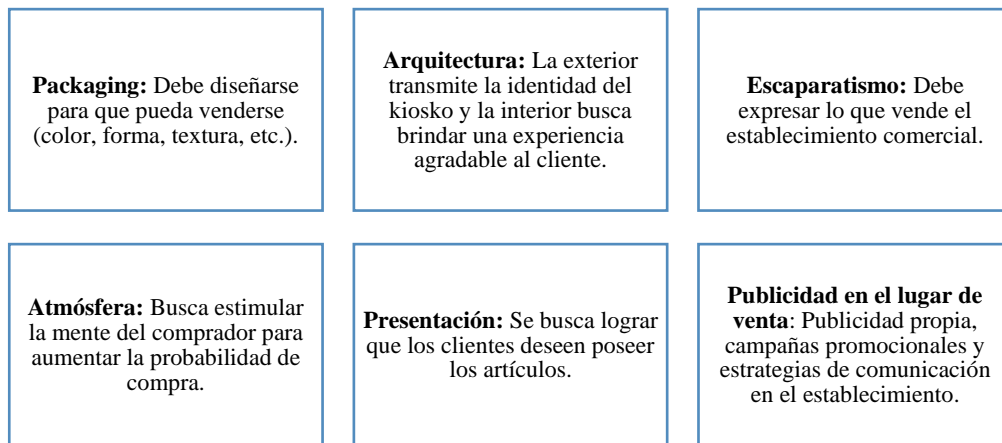 Packaging: Debe diseñarse
para que pueda venderse
(color, forma, textura, etc.).
Arquitectura: La exterior
transmite la identidad del
kiosko y la interior busca
brindar una experiencia
agradable al cliente.
Escaparatismo: Debe
expresar lo que vende el
establecimiento comercial.
Atmósfera: Busca estimular
la mente del comprador para
aumentar la probabilidad de
compra.
Presentación: Se busca lograr
que los clientes deseen poseer
los artículos.
Publicidad en el lugar de
venta: Publicidad propia,
campañas promocionales y
estrategias de comunicación
en el establecimiento.